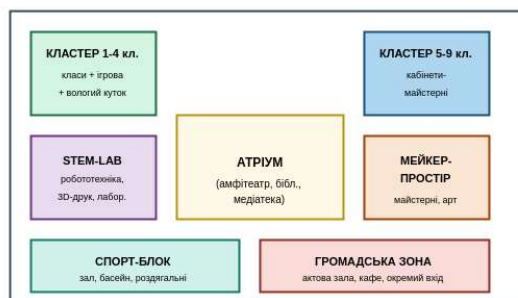 КЛАСТЕР 1-4 кл.
класи + ігрова
+ вологий куток
КЛАСТЕР 5-9 кл.
кабінети-
майстерні
STEM-LAB
робототехніка,
3D-друк, лабор.
АТРІУМ
(амфітеатр, бібл.,
медіатека)
МЕЙКЕР-
ПРОСТІР
майстерні, арт
СПОРТ-БЛОК
зал, басейн, роздягальні
ГРОМАДСЬКА ЗОНА
актова зала, кафе, окремий вхід